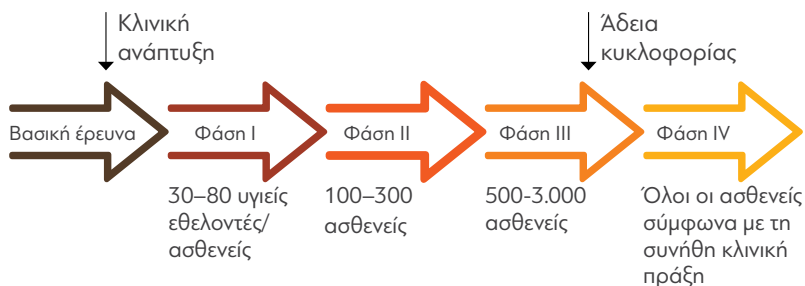 Κλινική
ανάπτυξη
Άδεια
κυκλοφορίας
Βασική έρευνα
Φάση I
Φάση II
Φάση III
Φάση IV
30–80 υγιείς
εθελοντές/
ασθενείς
100–300
ασθενείς
500-3.000
ασθενείς
Όλοι οι ασθενείς
σύμφωνα με τη
συνήθη κλινική
πράξη